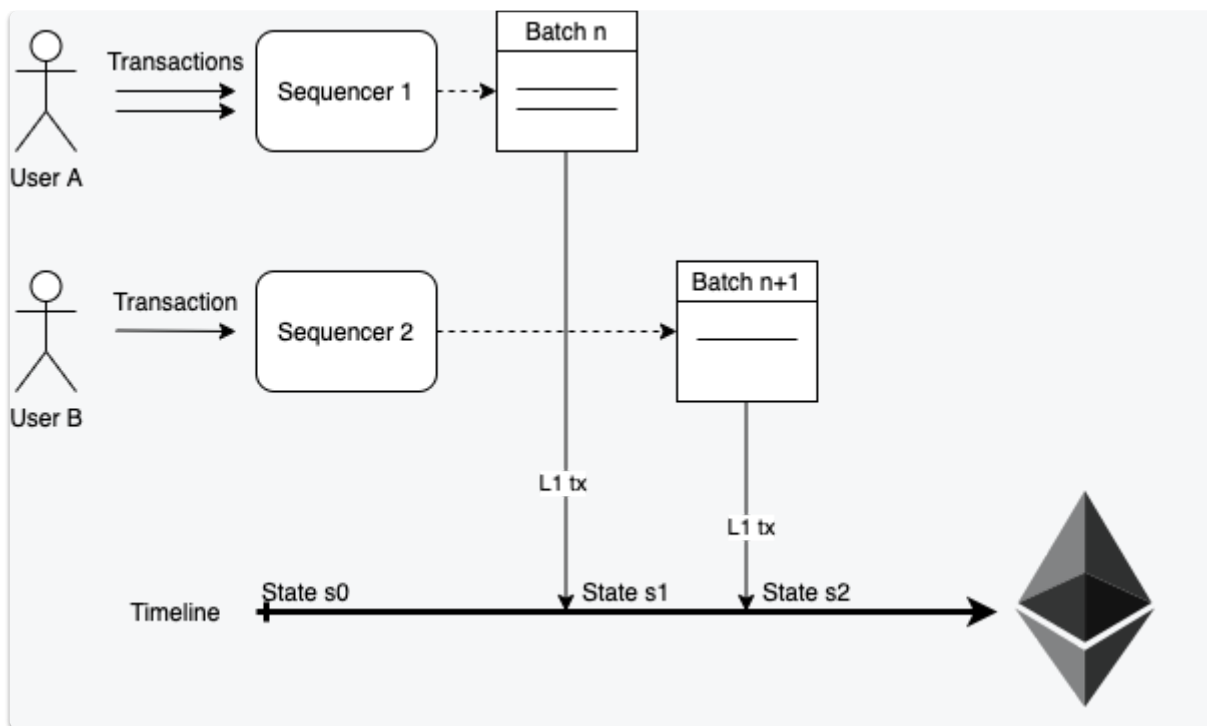 Batch n
Transactions
Sequencer 1
User A
Batch n+1
Transaction
Sequencer 2
User B
L1 tx
L1 tx
State s0
State s1
State s2
Timeline